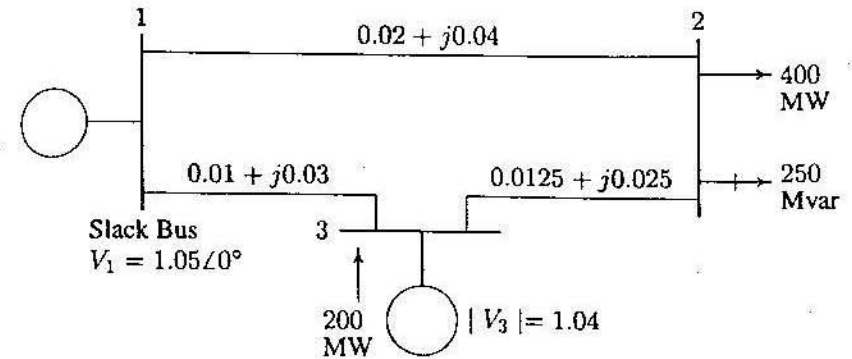 1
2
0.02 + j0.04
400
MW
0.01 + j0.03
0.0125 + j0.025
250
Mvar
Slack Bus
V₁ = 1.05∠0°
3
200
MW
| V₃ |= 1.04